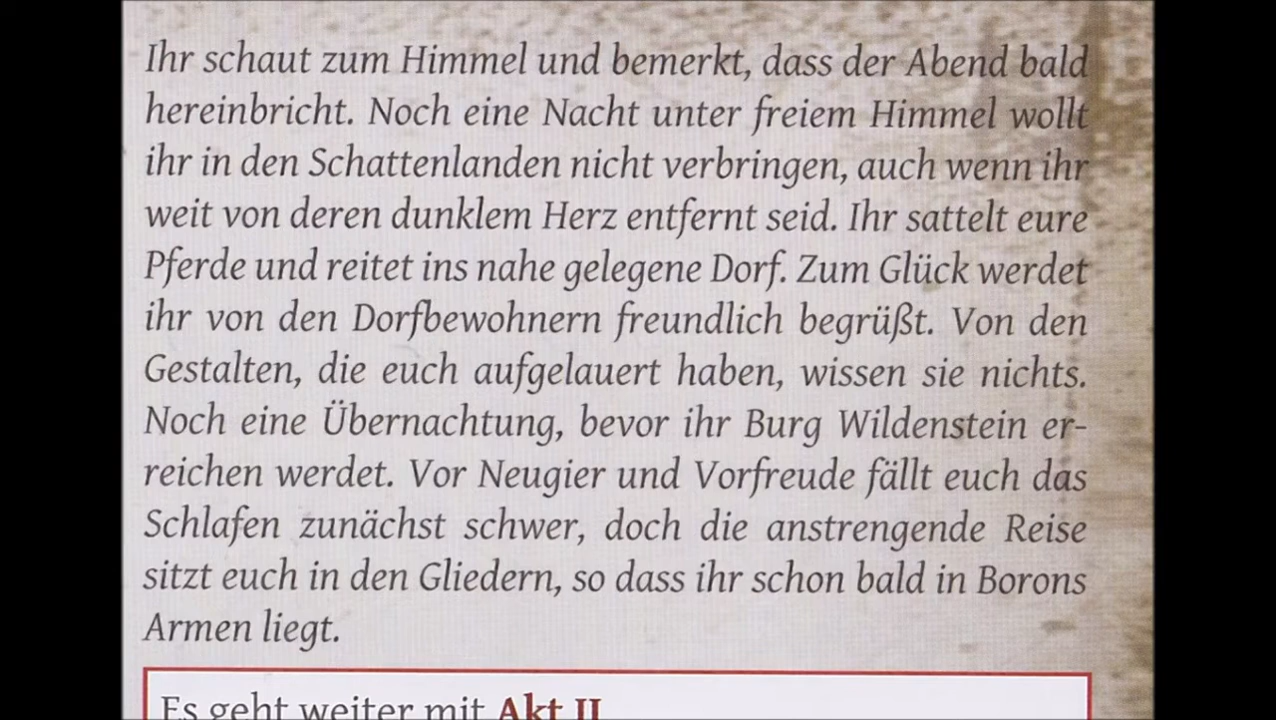 Ihr schaut zum Himmel und bemerkt, dass der Abend bald
hereinbricht. Noch eine Nacht unter freiem Himmel wollt
ihr in den Schattenlanden nicht verbringen, auch wenn ihr
weit von deren dunklem Herz entfernt seid. Ihr sattelt eure
Pferde und reitet ins nahe gelegene Dorf. Zum Glück werdet
ihr von den Dorfbewohnern freundlich begrüßt. Von den
Gestalten, die euch aufgelauert haben, wissen sie nichts.
Noch eine Übernachtung, bevor ihr Burg Wildenstein er-
reichen werdet. Vor Neugier und Vorfreude fällt euch das
Schlafen zunächst schwer, doch die anstrengende Reise
sitzt euch in den Gliedern, so dass ihr schon bald in Borons
Armen liegt.
Es geht weiter mit Akt II